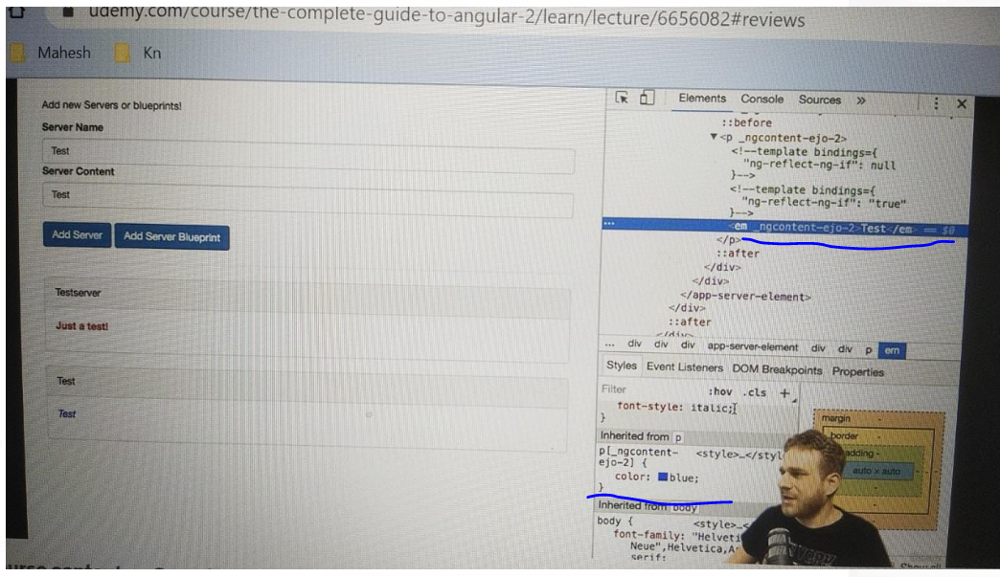 udemy.com/course/the-complete-guide-to-angular-2/learn/lecture/6656082#reviews
Mahesh Kn
Add new Servers or blueprints!
Server Name
Test
Server Content
Test
Add Server Add Server Blueprint
Testserver
Just a test!
Test
Test
Elements Console Sources »
::before
▼<p _ngcontent-ejo-2>
<!--template bindings={
"ng-reflect-ng-if": null
}-->
<!--template bindings={
"ng-reflect-ng-if": "true"
}-->
... <em _ngcontent-ejo-2>Test</em> == $0
</p>
::after
</div>
</div>
</app-server-element>
</div>
::after
</div>
... div div div app-server-element div div p em
Styles Event Listeners DOM Breakpoints Properties
Filter :hov .cls +
font-style: italic;
}
Inherited from p
p[_ngcontent- <style>…</styl
ejo-2] {
color: blue;
}
Inherited from body
body { <style>…<
font-family: "Helveti
Neue",Helvetica,Ar
serif;
margin -
border -
padding -
auto × auto
-
Show all